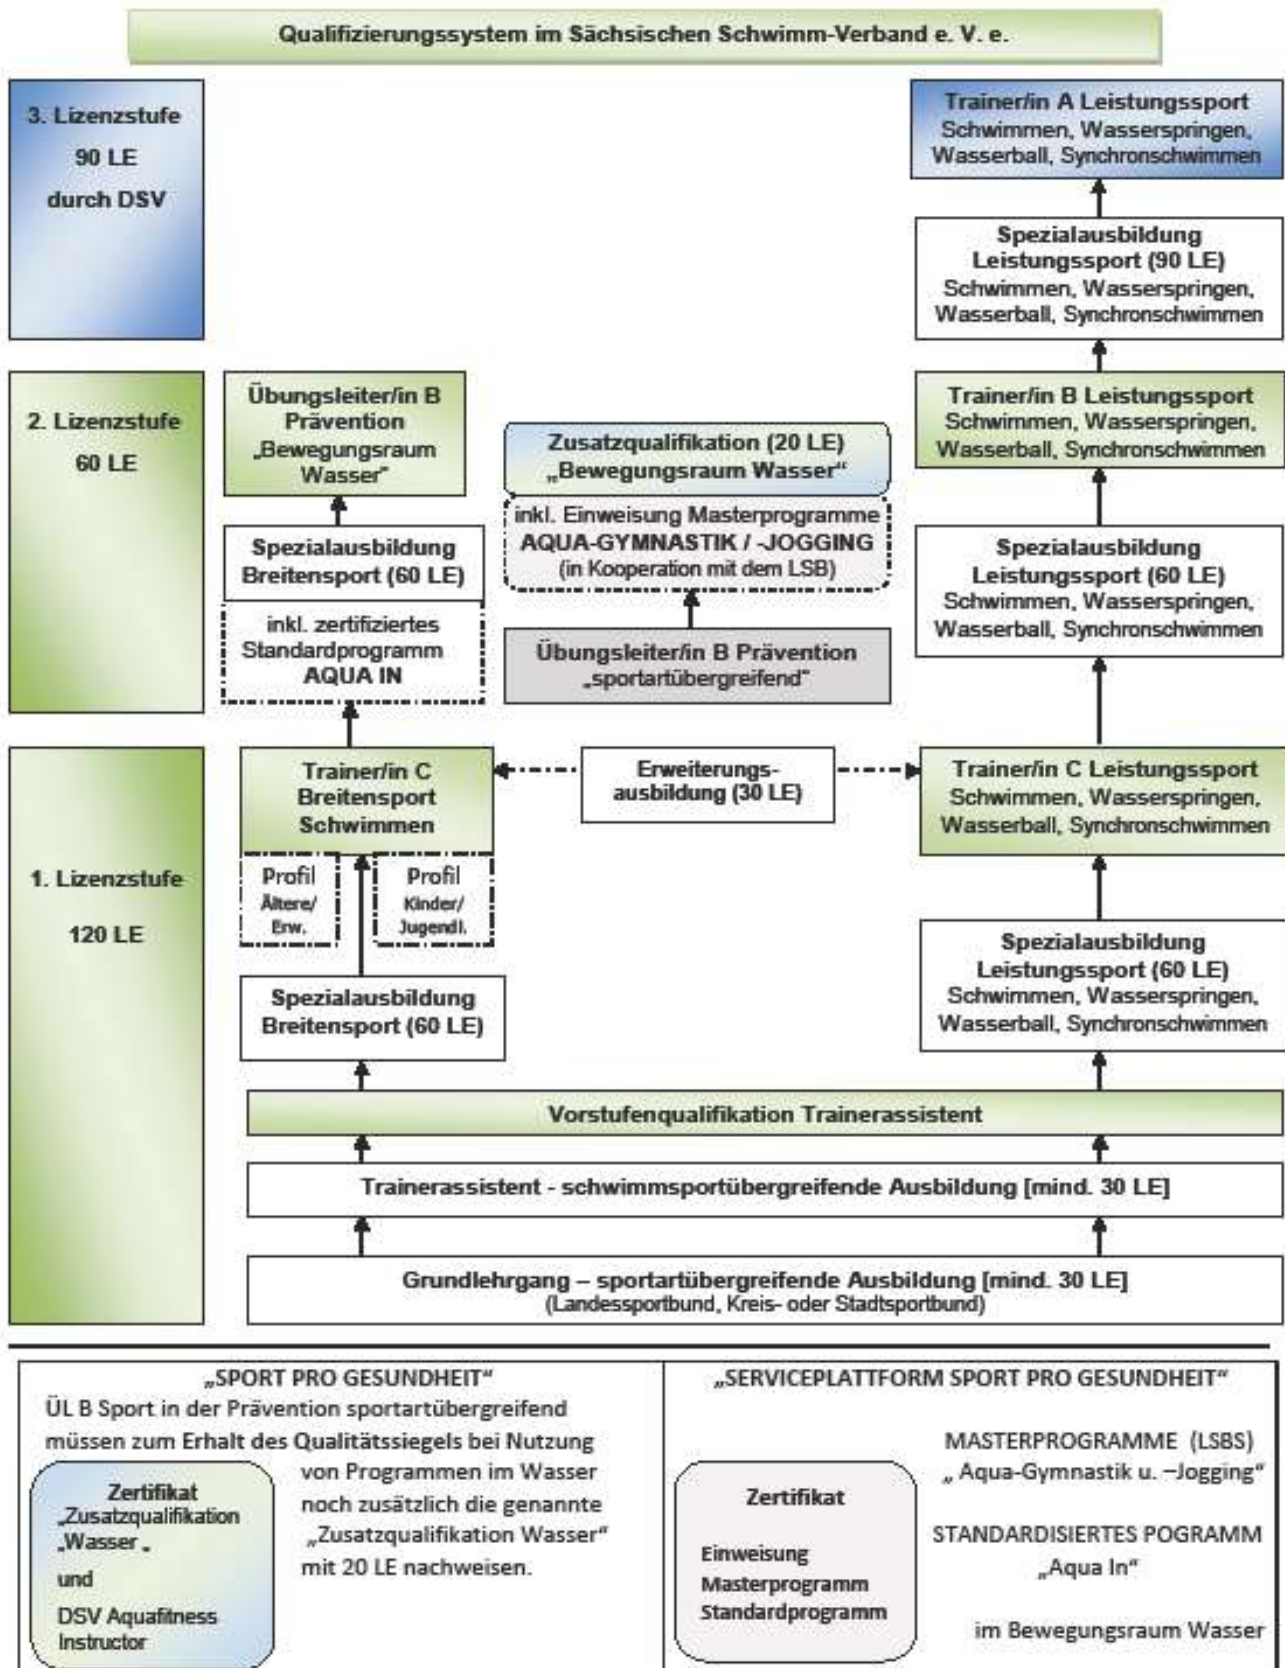 Qualifizierungssystem im Sächsischen Schwimm-Verband e. V. e.
3. Lizenzstufe
90 LE
durch DSV
Trainer/in A Leistungssport
Schwimmen, Wasserspringen,
Wasserball, Synchronschwimmen
Spezialausbildung
Leistungssport (90 LE)
Schwimmen, Wasserspringen,
Wasserball, Synchronschwimmen
2. Lizenzstufe
60 LE
Übungsleiter/in B
Prävention
„Bewegungsraum
Wasser"
Spezialausbildung
Breitensport (60 LE)
inkl. zertifiziertes
Standardprogramm
AQUA IN
Zusatzqualifikation (20 LE)
„Bewegungsraum Wasser“
inkl. Einweisung Masterprogramme
AQUA-GYMNASTIK / -JOGGING
(in Kooperation mit dem LSB)
Übungsleiter/in B Prävention
„sportartübergreifend"
Trainer/in B Leistungssport
Schwimmen, Wasserspringen,
Wasserball, Synchronschwimmen
Spezialausbildung
Leistungssport (60 LE)
Schwimmen, Wasserspringen,
Wasserball, Synchronschwimmen
1. Lizenzstufe
120 LE
Trainer/in C
Breitensport
Schwimmen
Profil
Ältere/
Erw.
Profil
Kinder/
Jugendl.
Spezialausbildung
Breitensport (60 LE)
Erweiterungs-
ausbildung (30 LE)
Trainer/in C Leistungssport
Schwimmen, Wasserspringen,
Wasserball, Synchronschwimmen
Spezialausbildung
Leistungssport (60 LE)
Schwimmen, Wasserspringen,
Wasserball, Synchronschwimmen
Vorstufenqualifikation Trainerassistent
Trainerassistent - schwimmsportübergreifende Ausbildung [mind. 30 LE]
Grundlehrgang – sportartübergreifende Ausbildung [mind. 30 LE]
(Landessportbund, Kreis- oder Stadtsportbund)
„SPORT PRO GESUNDHEIT“
ÜL B Sport in der Prävention sportartübergreifend
müssen zum Erhalt des Qualitätssiegels bei Nutzung
von Programmen im Wasser
noch zusätzlich die genannte
„Zusatzqualifikation Wasser“
mit 20 LE nachweisen.
Zertifikat
„Zusatzqualifikation
„Wasser „
und
DSV Aquafitness
Instructor
„SERVICEPLATTFORM SPORT PRO GESUNDHEIT“
MASTERPROGRAMME (LSBS)
„ Aqua-Gymnastik u. –Jogging“
STANDARDISIERTES POGRAMM
„Aqua In“
im Bewegungsraum Wasser
Zertifikat
Einweisung
Masterprogramm
Standardprogramm